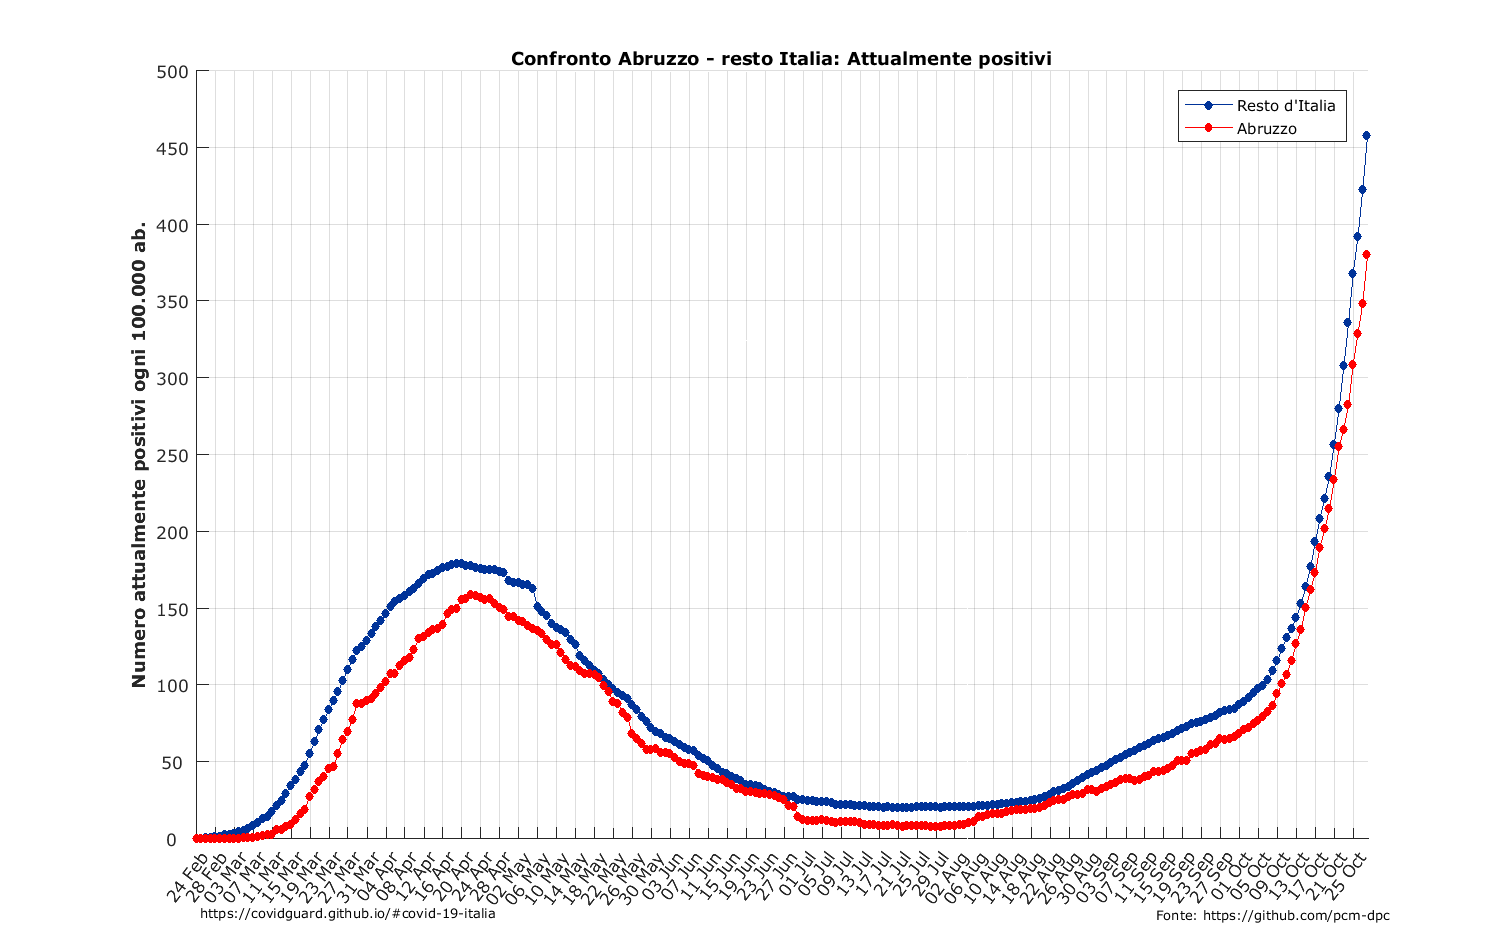 Confronto Abruzzo - resto Italia: Attualmente positivi
Resto d'Italia
Abruzzo
Numero attualmente positivi ogni 100.000 ab.
500
450
400
350
300
250
200
150
100
50
0
24 Feb
28 Feb
03 Mar
07 Mar
11 Mar
15 Mar
19 Mar
23 Mar
27 Mar
31 Mar
04 Apr
08 Apr
12 Apr
16 Apr
20 Apr
24 Apr
28 Apr
02 May
06 May
10 May
14 May
18 May
22 May
26 May
30 May
03 Jun
07 Jun
11 Jun
15 Jun
19 Jun
23 Jun
27 Jun
01 Jul
05 Jul
09 Jul
13 Jul
17 Jul
21 Jul
25 Jul
29 Jul
02 Aug
06 Aug
10 Aug
14 Aug
18 Aug
22 Aug
26 Aug
30 Aug
03 Sep
07 Sep
11 Sep
15 Sep
19 Sep
23 Sep
27 Sep
01 Oct
05 Oct
09 Oct
13 Oct
17 Oct
21 Oct
25 Oct
https://covidguard.github.io/#covid-19-italia
Fonte: https://github.com/pcm-dpc